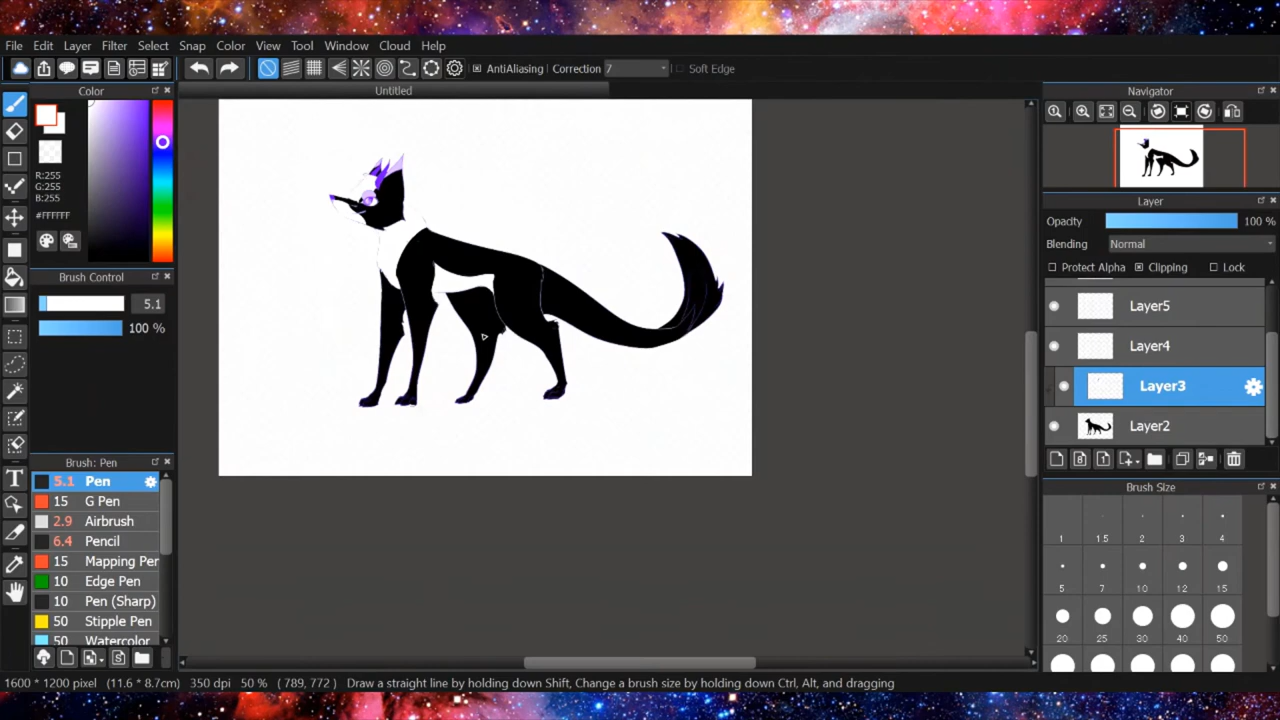 File Edit Layer Filter Select Snap Color View Tool Window Cloud Help
AntiAliasing Correction 7 Soft Edge
Color
Untitled
Navigator
R:255
G:255
B:255
#FFFFFF
Layer
Opacity 100 %
Blending Normal
Protect Alpha Clipping Lock
Brush Control
5.1
100 %
Layer5
Layer4
Layer3
Layer2
Brush: Pen
5.1 Pen
15 G Pen
2.9 Airbrush
6.4 Pencil
15 Mapping Pen
10 Edge Pen
10 Pen (Sharp)
50 Stipple Pen
50 Watercolor
Brush Size
1 1.5 2 3 4
5 7 10 12 15
20 25 30 40 50
1600 * 1200 pixel (11.6 * 8.7cm) 350 dpi 50 % ( 789, 772 ) Draw a straight line by holding down Shift, Change a brush size by holding down Ctrl, Alt, and dragging